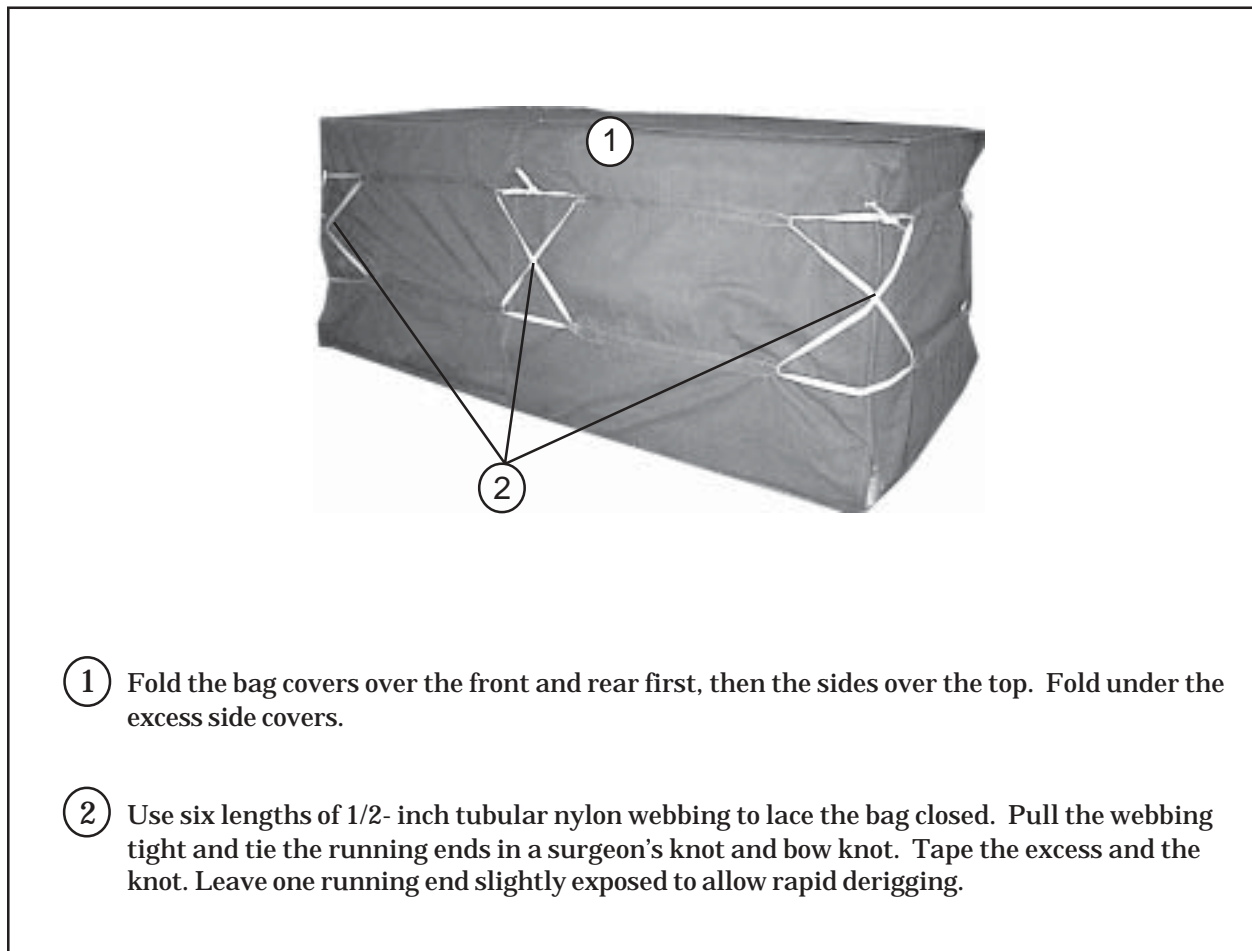 1
2
1 Fold the bag covers over the front and rear first, then the sides over the top. Fold under the
excess side covers.
2 Use six lengths of 1/2- inch tubular nylon webbing to lace the bag closed. Pull the webbing
tight and tie the running ends in a surgeon's knot and bow knot. Tape the excess and the
knot. Leave one running end slightly exposed to allow rapid derigging.